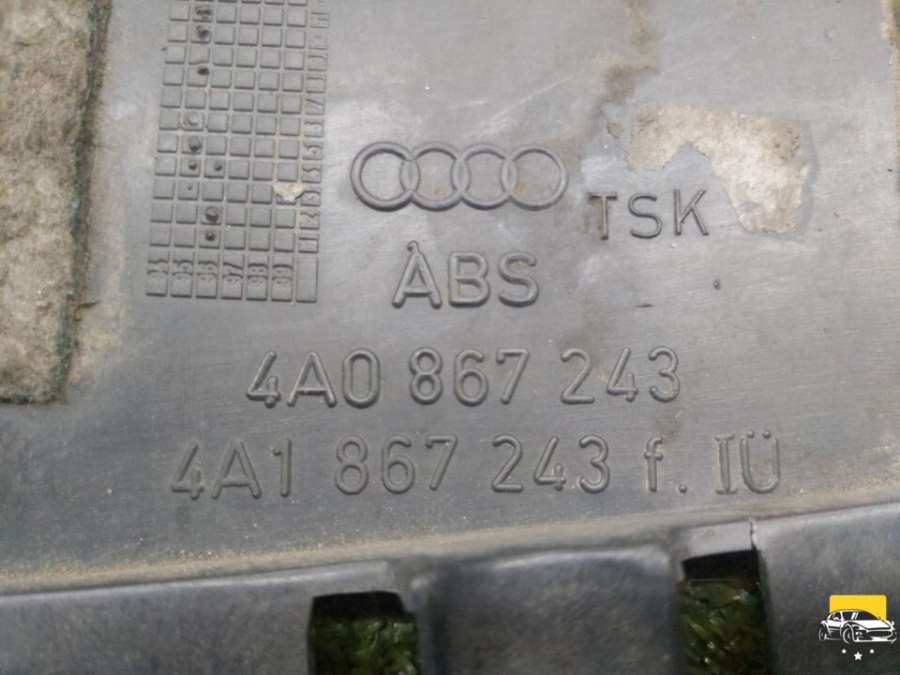 TSK
ABS
4A0 867 243
4A1 867 243 f. IÜ